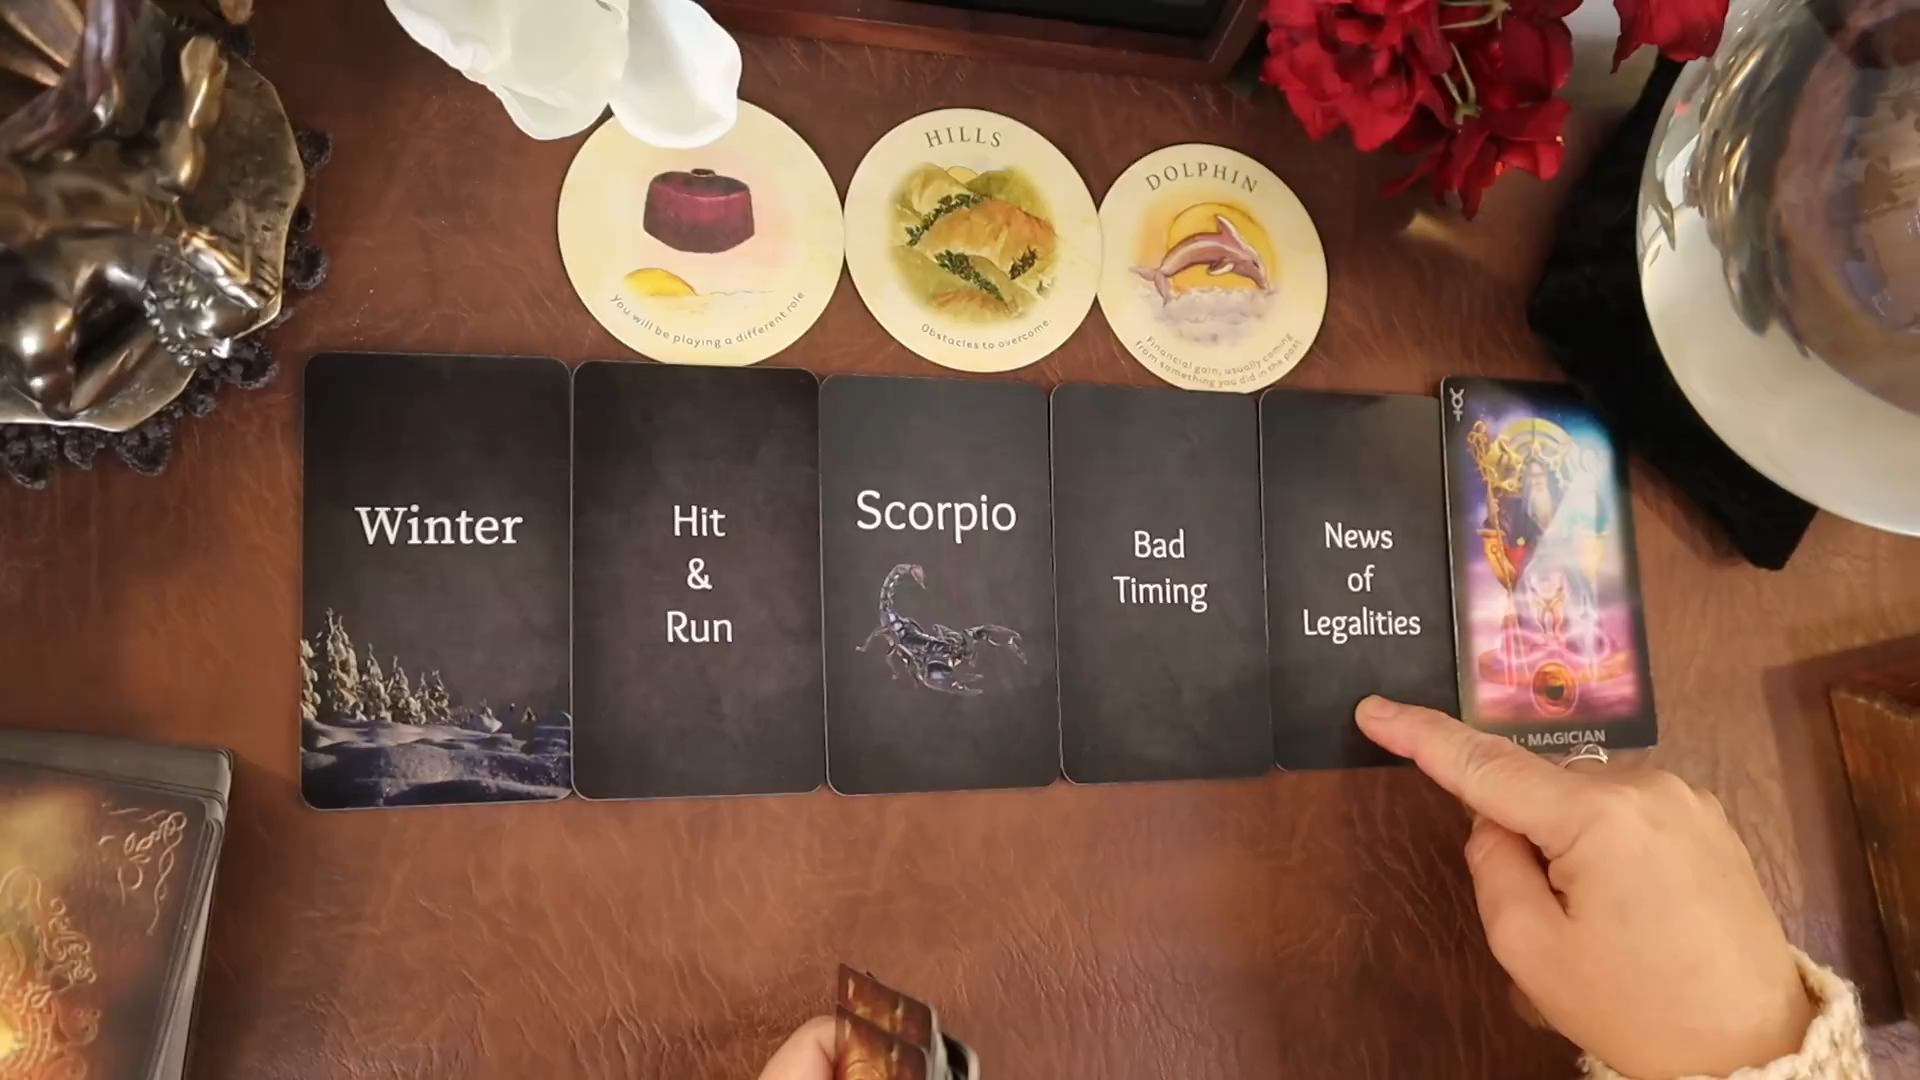 You will be playing a different role
HILLS
Obstacles to overcome.
DOLPHIN
Financial gain, usually coming
from something you did in the past
Winter
Hit
&
Run
Scorpio
Bad
Timing
News
of
Legalities
I • MAGICIAN